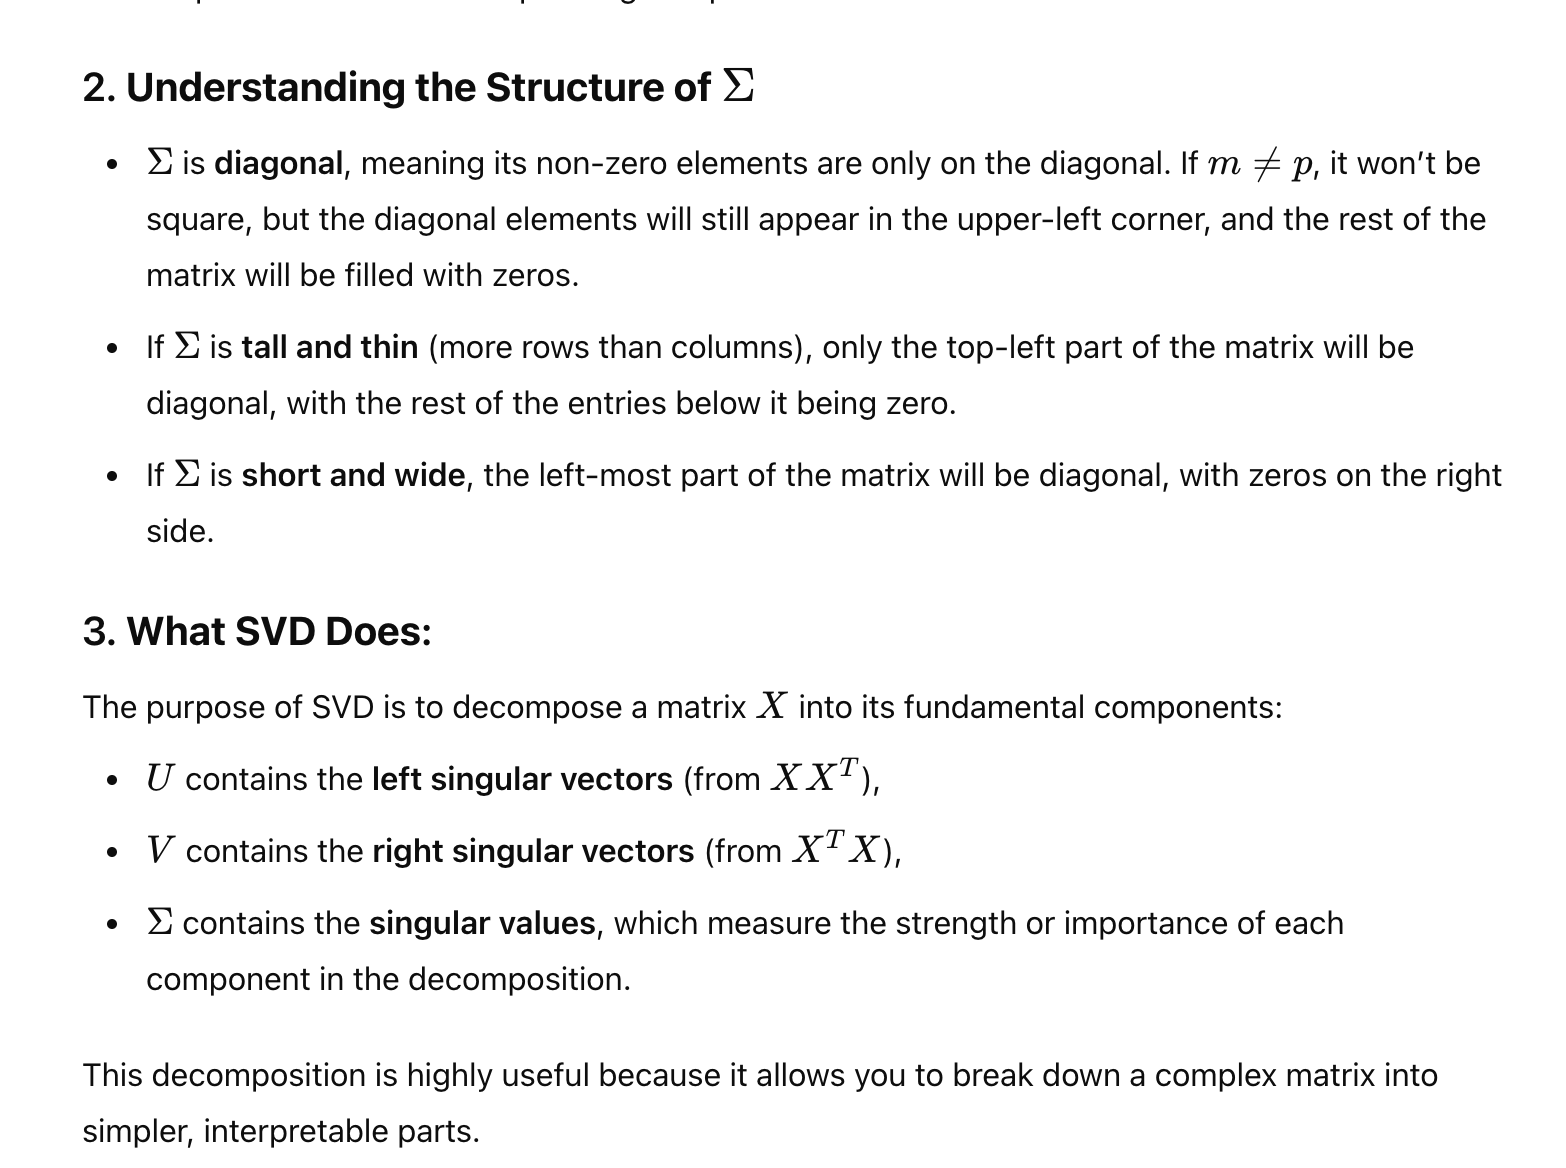 2. Understanding the Structure of Σ
• Σ is diagonal, meaning its non-zero elements are only on the diagonal. If m ≠ p, it won't be
square, but the diagonal elements will still appear in the upper-left corner, and the rest of the
matrix will be filled with zeros.
• If Σ is tall and thin (more rows than columns), only the top-left part of the matrix will be
diagonal, with the rest of the entries below it being zero.
• If Σ is short and wide, the left-most part of the matrix will be diagonal, with zeros on the right
side.
3. What SVD Does:
The purpose of SVD is to decompose a matrix X into its fundamental components:
• U contains the left singular vectors (from XX^T),
• V contains the right singular vectors (from X^T X),
• Σ contains the singular values, which measure the strength or importance of each
component in the decomposition.
This decomposition is highly useful because it allows you to break down a complex matrix into
simpler, interpretable parts.